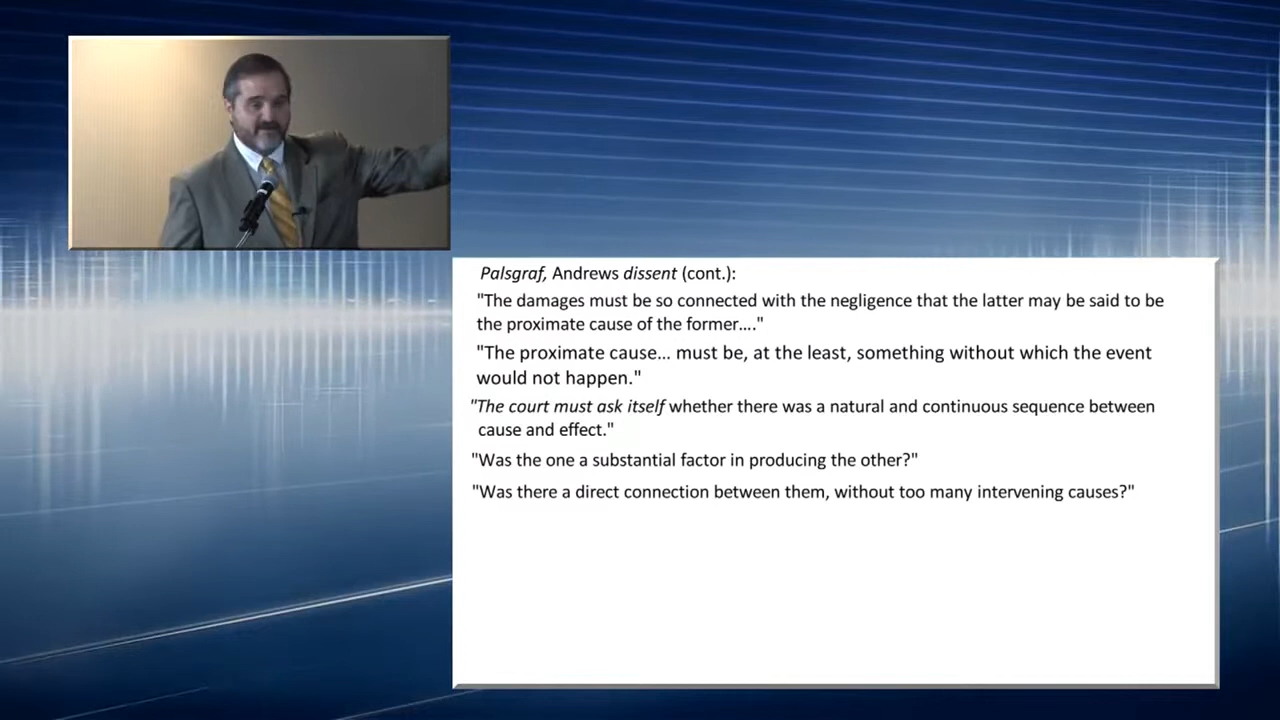 Palsgraf, Andrews dissent (cont.):
"The damages must be so connected with the negligence that the latter may be said to be
the proximate cause of the former…."
"The proximate cause… must be, at the least, something without which the event
would not happen."
"The court must ask itself whether there was a natural and continuous sequence between
cause and effect."
"Was the one a substantial factor in producing the other?"
"Was there a direct connection between them, without too many intervening causes?"